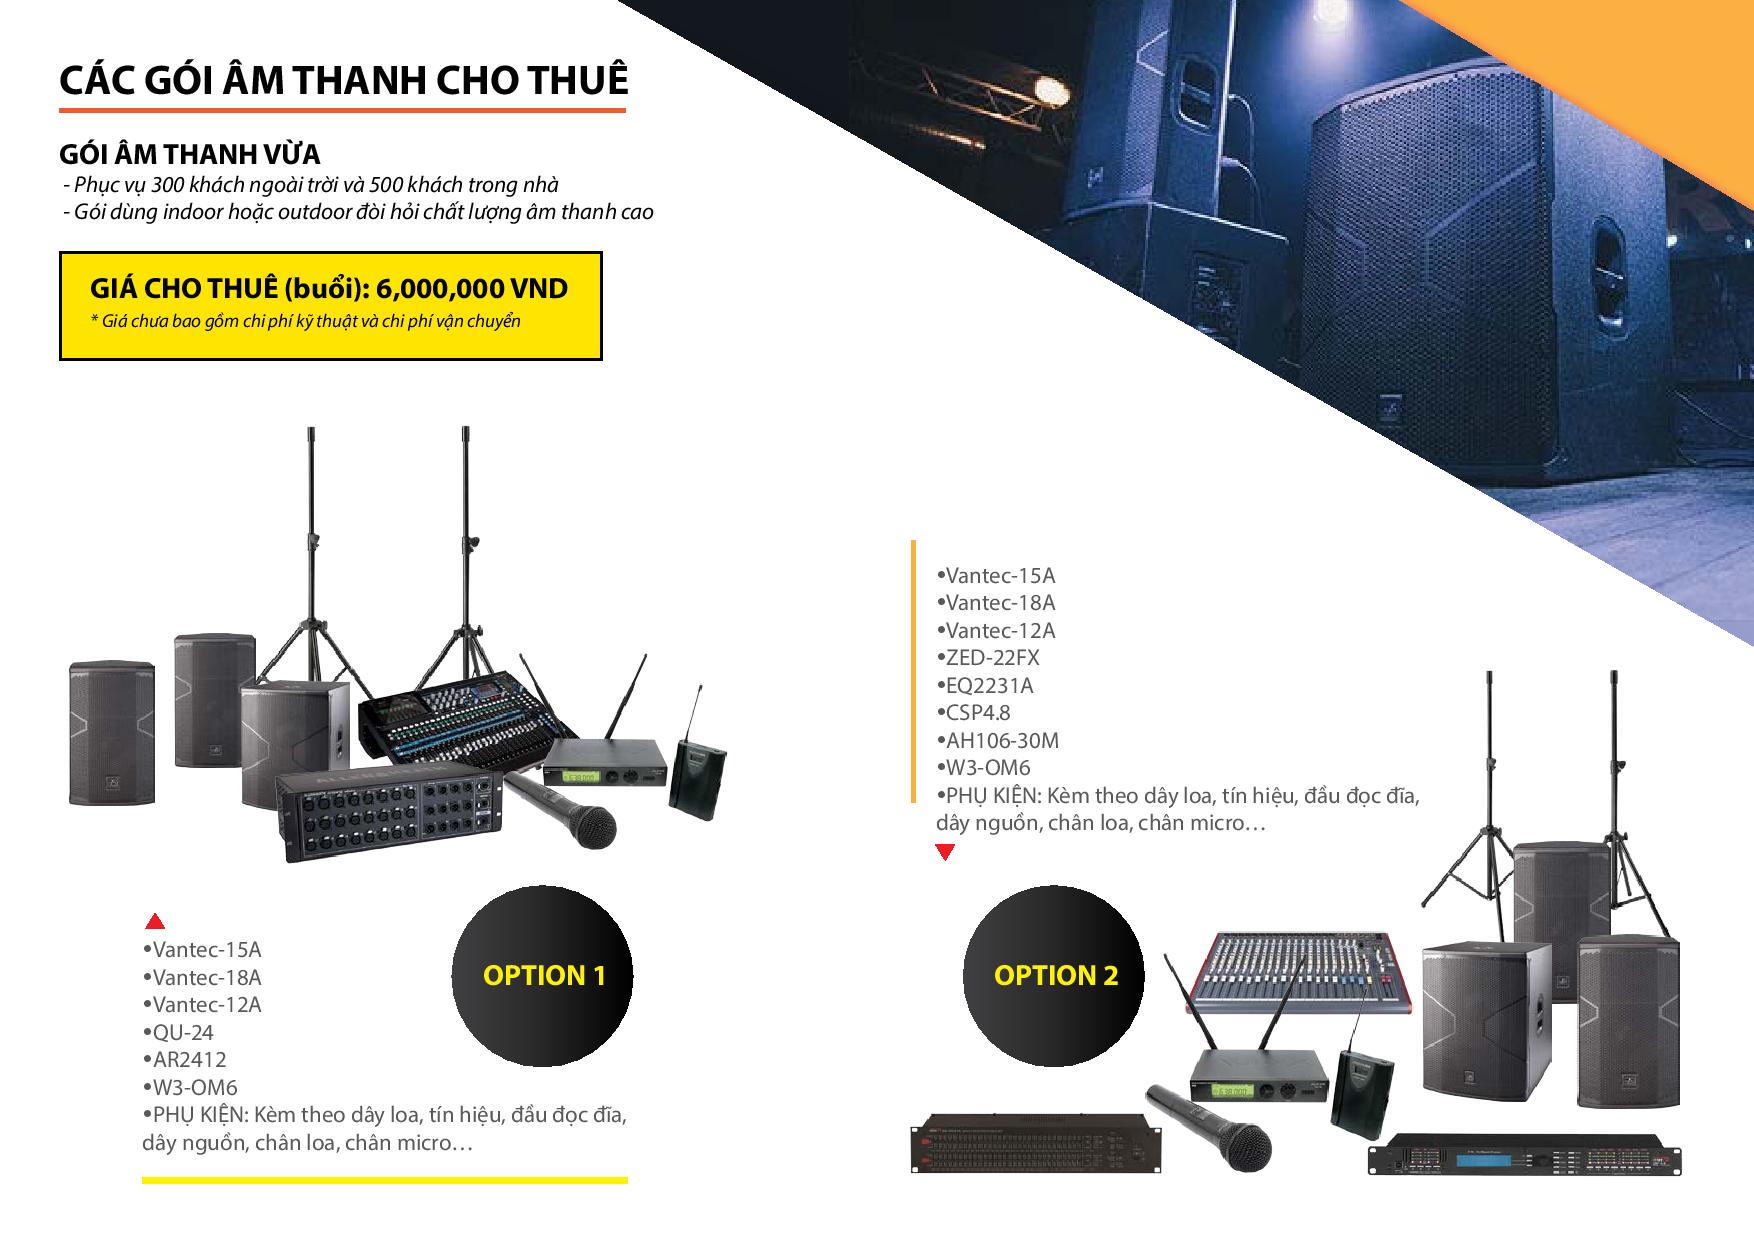 CÁC GÓI ÂM THANH CHO THUÊ
GÓI ÂM THANH VỪA
- Phục vụ 300 khách ngoài trời và 500 khách trong nhà
- Gói dùng indoor hoặc outdoor đòi hỏi chất lượng âm thanh cao
GIÁ CHO THUÊ (buổi): 6,000,000 VND
* Giá chưa bao gồm chi phí kỹ thuật và chi phí vận chuyển
ALLEN&HEATH
•Vantec-15A
•Vantec-18A
•Vantec-12A
•QU-24
•AR2412
•W3-OM6
•PHỤ KIỆN: Kèm theo dây loa, tín hiệu, đầu đọc đĩa,
dây nguồn, chân loa, chân micro…
OPTION 1
•Vantec-15A
•Vantec-18A
•Vantec-12A
•ZED-22FX
•EQ2231A
•CSP4.8
•AH106-30M
•W3-OM6
•PHỤ KIỆN: Kèm theo dây loa, tín hiệu, đầu đọc đĩa,
dây nguồn, chân loa, chân micro…
OPTION 2
638.000